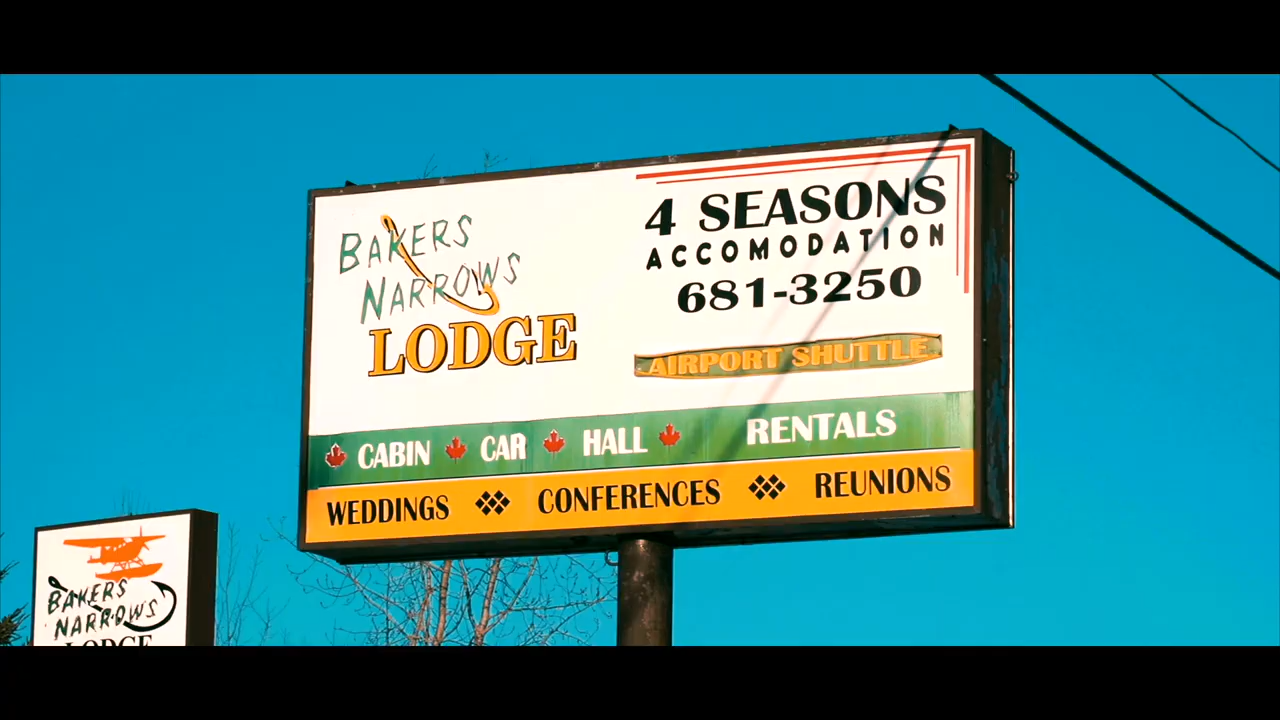 BAKERS
NARROWS
LODGE
4 SEASONS
ACCOMODATION
681-3250
AIRPORT SHUTTLE
CABIN CAR HALL RENTALS
WEDDINGS CONFERENCES REUNIONS
BAKERS
NARROWS
LODGE